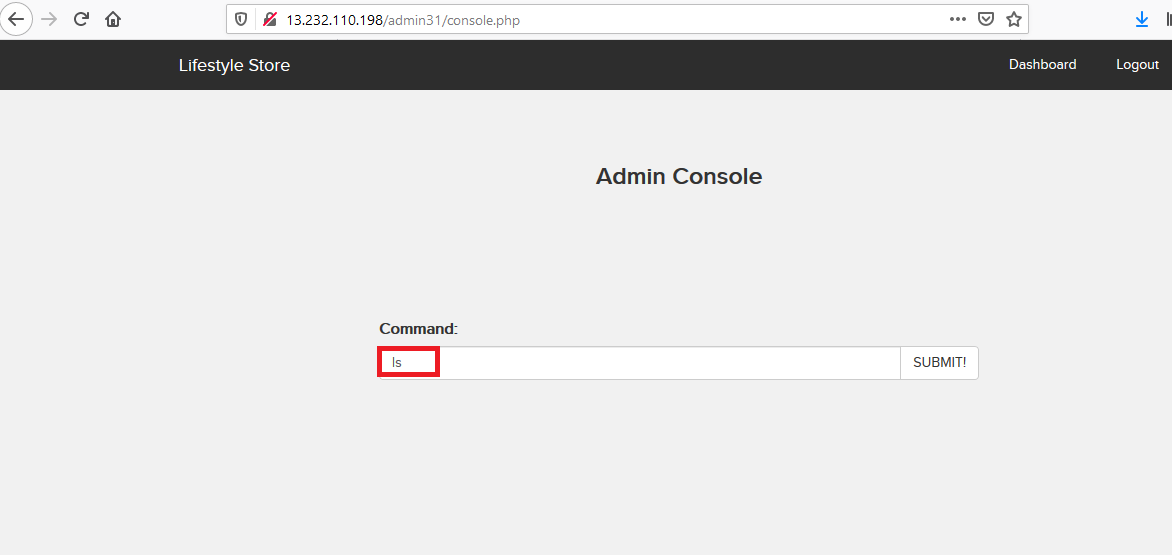 13.232.110.198/admin31/console.php
Lifestyle Store Dashboard Logout
Admin Console
Command:
ls SUBMIT!